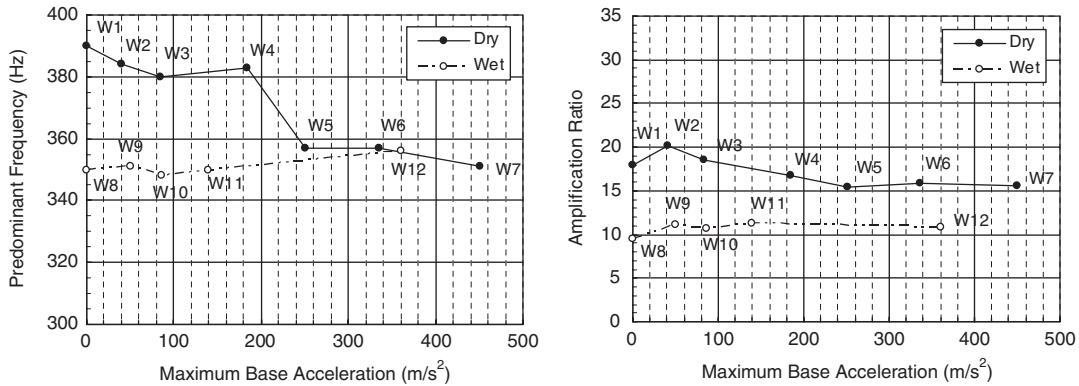 400
380
360
340
320
300
Predominant Frequency (Hz)
W1
W2
W3
W4
W5
W6
W7
W8
W9
W10
W11
W12
Dry
Wet
0 100 200 300 400 500
Maximum Base Acceleration (m/s²)
35
30
25
20
15
10
5
0
Amplification Ratio
W1
W2
W3
W4
W5
W6
W7
W8
W9
W10
W11
W12
Dry
Wet
0 100 200 300 400 500
Maximum Base Acceleration (m/s²)